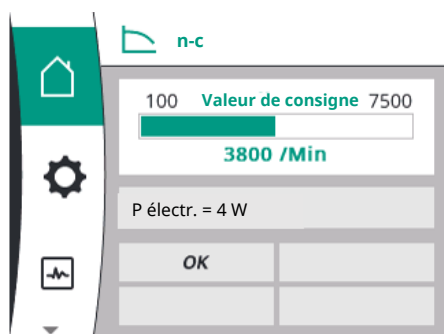 n-c
100 Valeur de consigne 7500
3800 /Min
P électr. = 4 W
OK